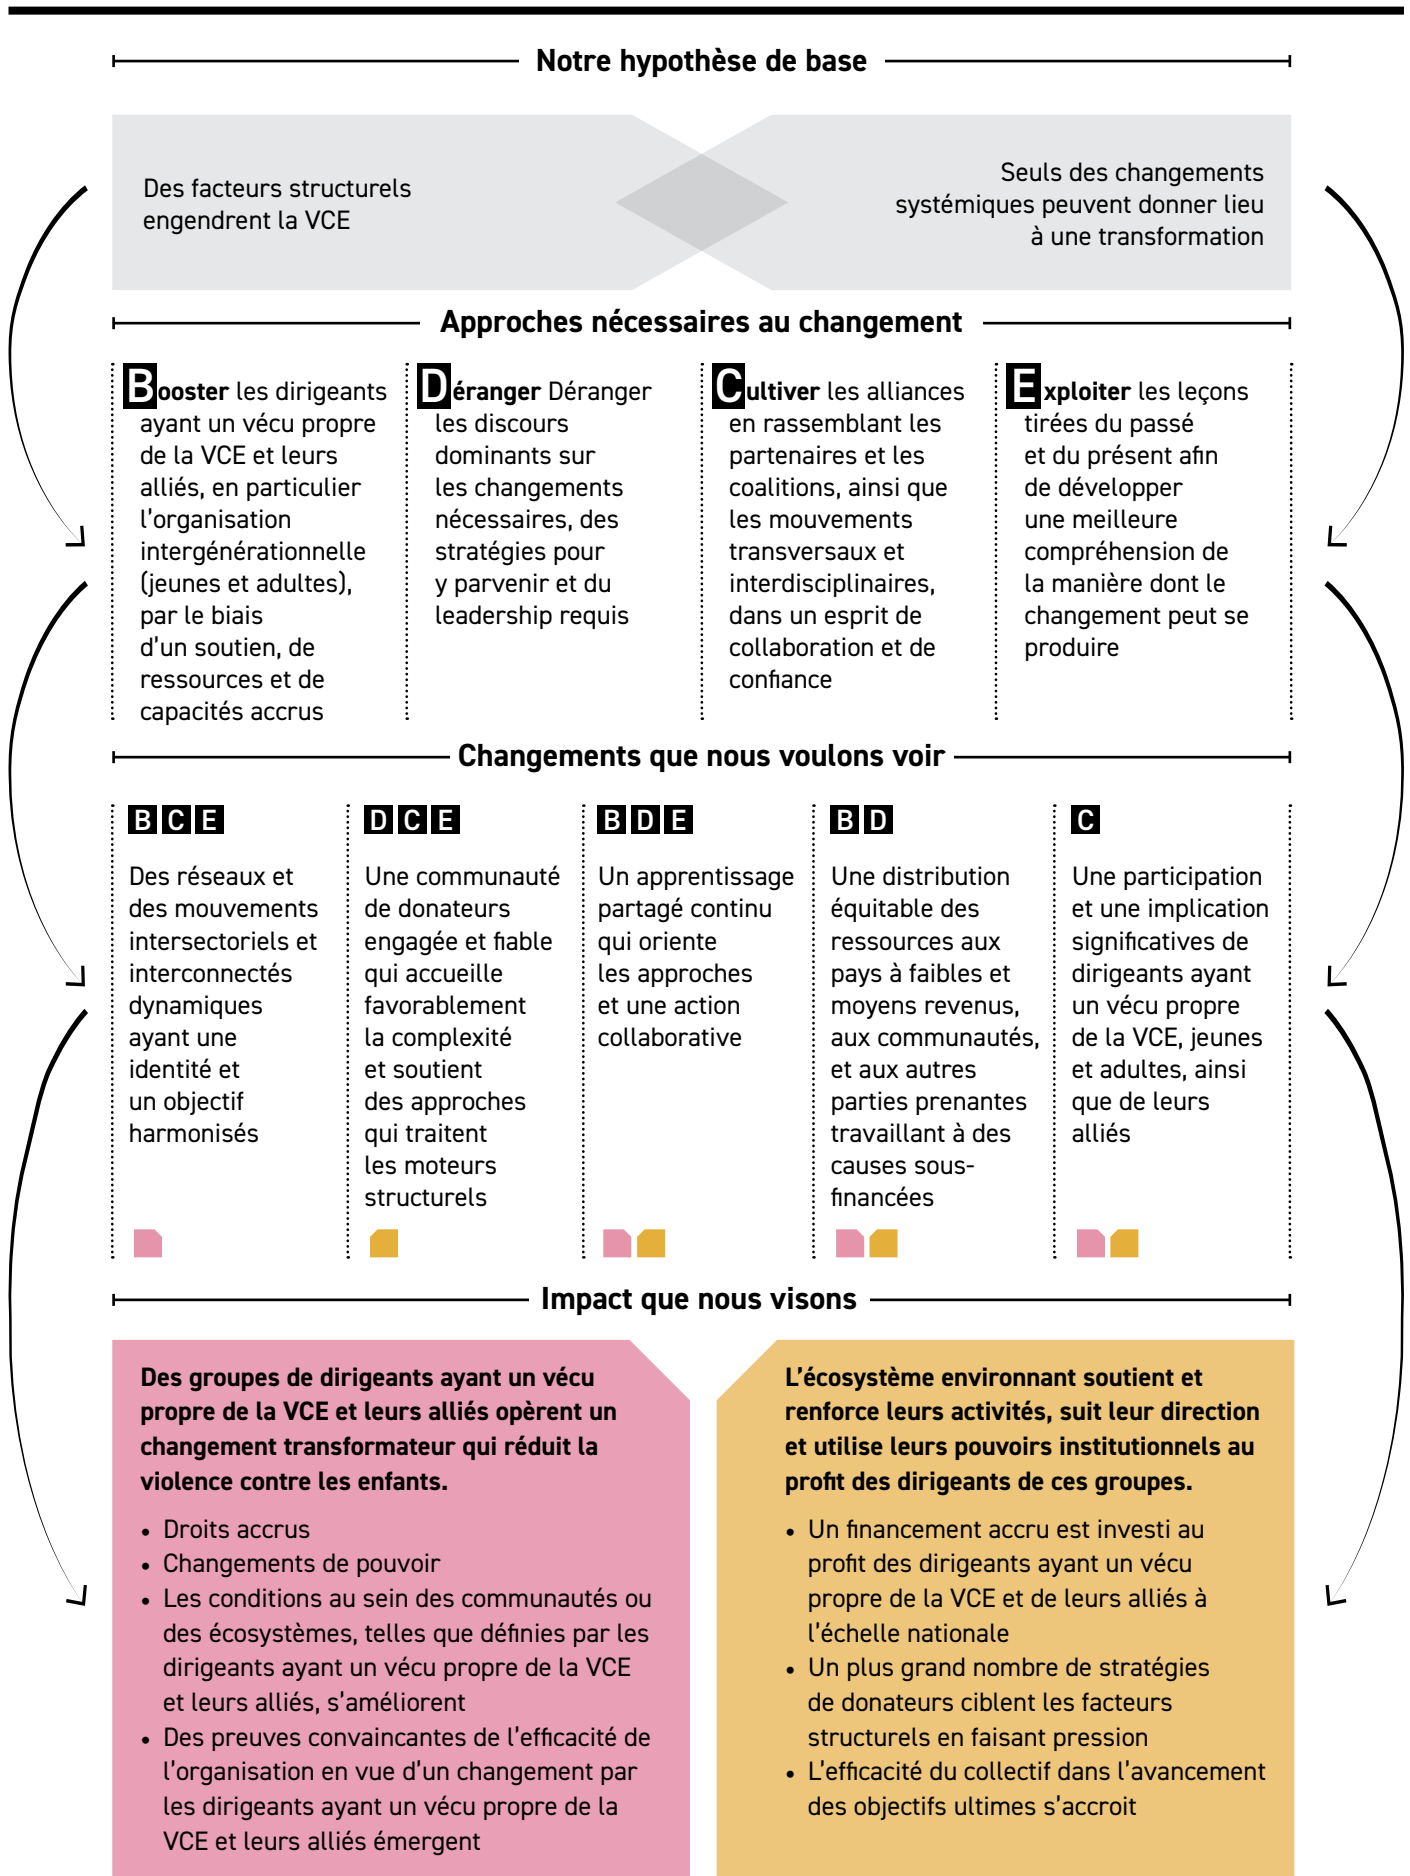 Notre hypothèse de base
Des facteurs structurels
engendrent la VCE
Seuls des changements
systémiques peuvent donner lieu
à une transformation
Approches nécessaires au changement
Booster les dirigeants
ayant un vécu propre
de la VCE et leurs
alliés, en particulier
l'organisation
intergénérationnelle
(jeunes et adultes),
par le biais
d'un soutien, de
ressources et de
capacités accrus
Déranger Déranger
les discours
dominants sur
les changements
nécessaires, des
stratégies pour
y parvenir et du
leadership requis
Cultiver les alliances
en rassemblant les
partenaires et les
coalitions, ainsi que
les mouvements
transversaux et
interdisciplinaires,
dans un esprit de
collaboration et de
confiance
Exploiter les leçons
tirées du passé
et du présent afin
de développer
une meilleure
compréhension de
la manière dont le
changement peut se
produire
Changements que nous voulons voir
B C E
Des réseaux et
des mouvements
intersectoriels et
interconnectés
dynamiques
ayant une
identité et
un objectif
harmonisés
D C E
Une communauté
de donateurs
engagée et fiable
qui accueille
favorablement
la complexité
et soutient
des approches
qui traitent
les moteurs
structurels
B D E
Un apprentissage
partagé continu
qui oriente
les approches
et une action
collaborative
B D
Une distribution
équitable des
ressources aux
pays à faibles et
moyens revenus,
aux communautés,
et aux autres
parties prenantes
travaillant à des
causes sous-
financées
C
Une participation
et une implication
significatives de
dirigeants ayant
un vécu propre
de la VCE, jeunes
et adultes, ainsi
que de leurs
alliés
Impact que nous visons
Des groupes de dirigeants ayant un vécu
propre de la VCE et leurs alliés opèrent un
changement transformateur qui réduit la
violence contre les enfants.
• Droits accrus
• Changements de pouvoir
• Les conditions au sein des communautés ou
des écosystèmes, telles que définies par les
dirigeants ayant un vécu propre de la VCE
et leurs alliés, s'améliorent
• Des preuves convaincantes de l'efficacité de
l'organisation en vue d'un changement par
les dirigeants ayant un vécu propre de la
VCE et leurs alliés émergent
L'écosystème environnant soutient et
renforce leurs activités, suit leur direction
et utilise leurs pouvoirs institutionnels au
profit des dirigeants de ces groupes.
• Un financement accru est investi au
profit des dirigeants ayant un vécu
propre de la VCE et de leurs alliés à
l'échelle nationale
• Un plus grand nombre de stratégies
de donateurs ciblent les facteurs
structurels en faisant pression
• L'efficacité du collectif dans l'avancement
des objectifs ultimes s'accroit